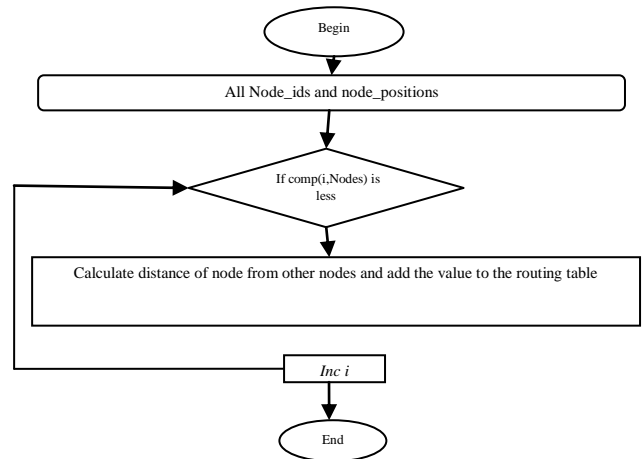 Begin
All Node_ids and node_positions
If comp(i,Nodes) is
less
Calculate distance of node from other nodes and add the value to the routing table
Inc i
End